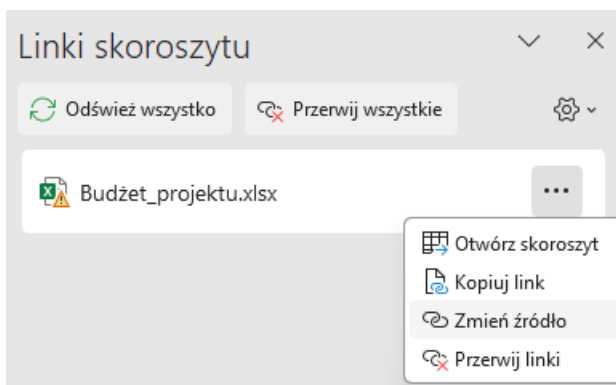 Linki skoroszytu
Odśwież wszystko Przerwij wszystkie
Budżet_projektu.xlsx
Otwórz skoroszyt
Kopiuj link
Zmień źródło
Przerwij linki